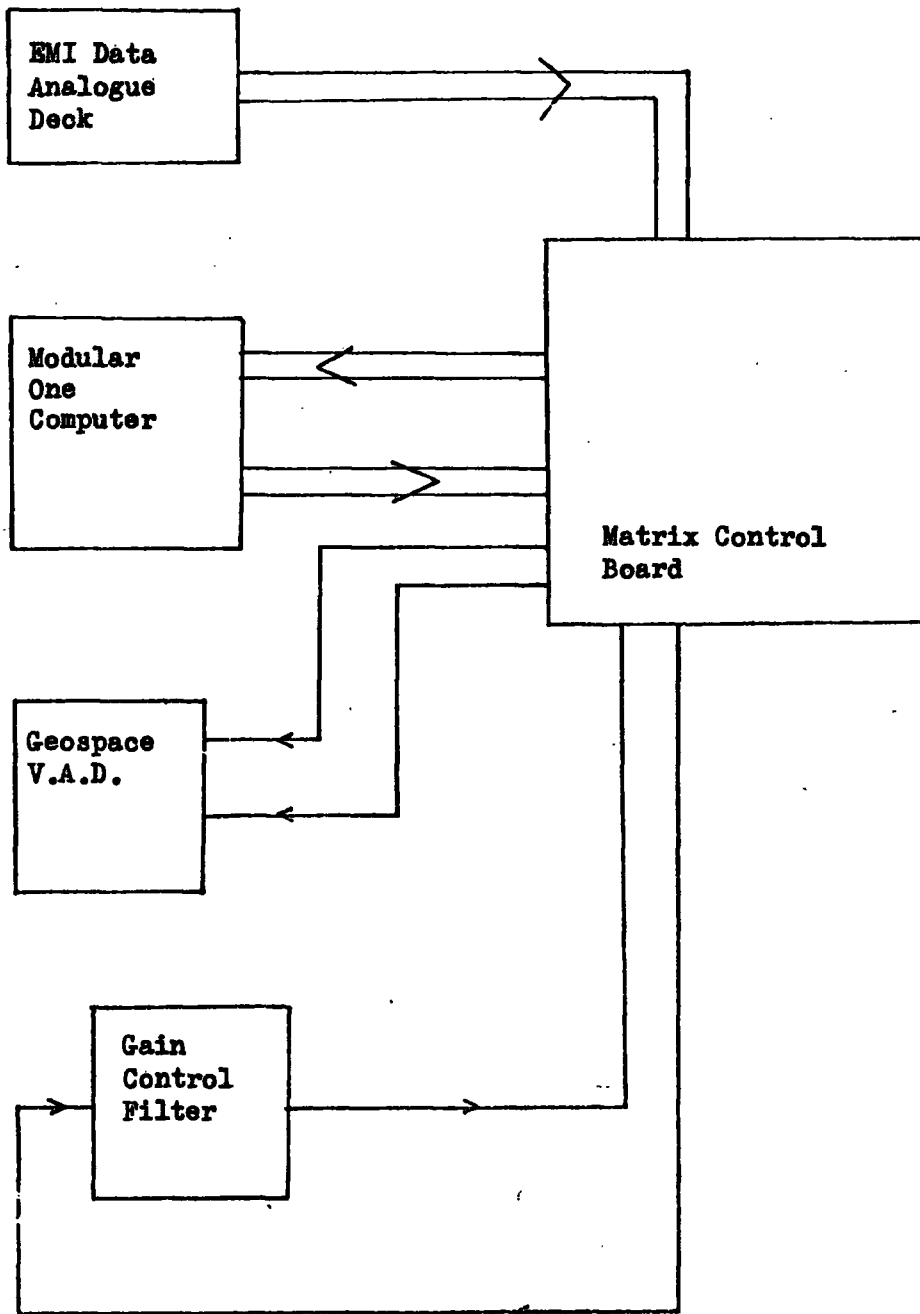 EMI Data
Analogue
Deck
Modular
One
Computer
Matrix Control
Board
Geospace
V.A.D.
Gain
Control
Filter